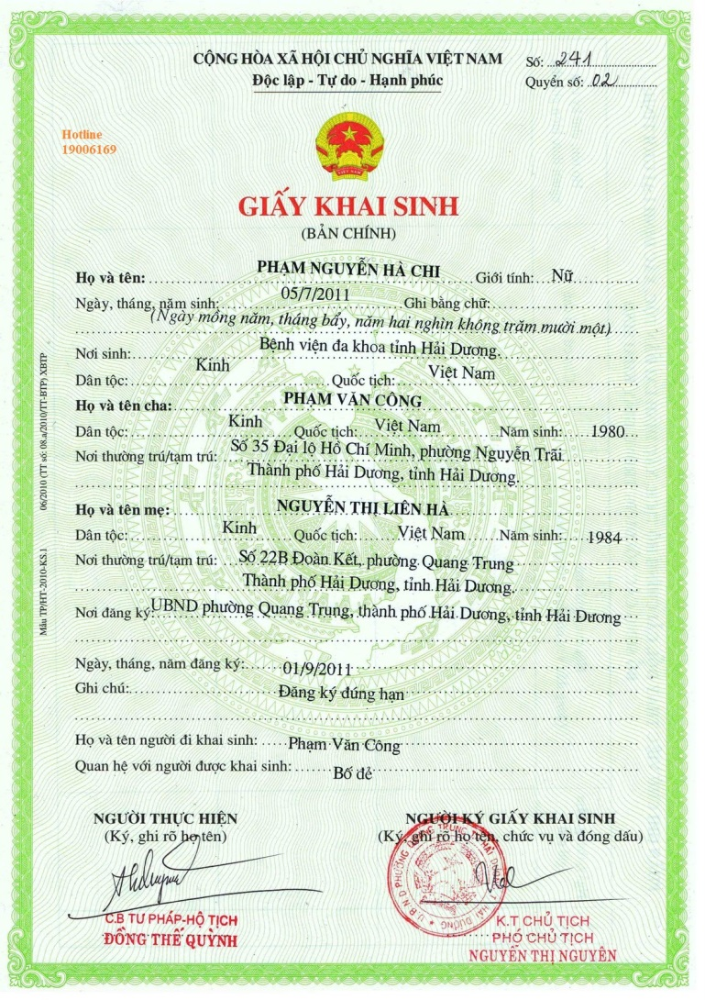 CỘNG HÒA XÃ HỘI CHỦ NGHĨA VIỆT NAM
Độc lập - Tự do - Hạnh phúc
Số: 241
Quyển số: 02
Hotline
19006169
VIỆT NAM
GIẤY KHAI SINH
(BẢN CHÍNH)
Họ và tên: PHẠM NGUYỄN HÀ CHI Giới tính: Nữ
Ngày, tháng, năm sinh: 05/7/2011 Ghi bằng chữ:
(Ngày mồng năm, tháng bẩy, năm hai nghìn không trăm mười một)
Nơi sinh: Bệnh viện đa khoa tỉnh Hải Dương.
Dân tộc: Kinh Quốc tịch: Việt Nam
Họ và tên cha: PHẠM VĂN CÔNG
Dân tộc: Kinh Quốc tịch: Việt Nam Năm sinh: 1980
Nơi thường trú/tạm trú: Số 35 Đại lộ Hồ Chí Minh, phường Nguyễn Trãi
Thành phố Hải Dương, tỉnh Hải Dương.
Họ và tên mẹ: NGUYỄN THỊ LIÊN HÀ
Dân tộc: Kinh Quốc tịch: Việt Nam Năm sinh: 1984
Nơi thường trú/tạm trú: Số 22B Đoàn Kết, phường Quang Trung
Thành phố Hải Dương, tỉnh Hải Dương.
Nơi đăng ký: UBND phường Quang Trung, thành phố Hải Dương, tỉnh Hải Dương
Ngày, tháng, năm đăng ký: 01/9/2011
Ghi chú: Đăng ký đúng hạn
Họ và tên người đi khai sinh: Phạm Văn Công
Quan hệ với người được khai sinh: Bố đẻ
NGƯỜI THỰC HIỆN
(Ký, ghi rõ họ tên)
C.B TƯ PHÁP-HỘ TỊCH
ĐỒNG THẾ QUỲNH
NGƯỜI KÝ GIẤY KHAI SINH
(Ký, ghi rõ họ tên, chức vụ và đóng dấu)
U.B.N.D PHƯỜNG QUANG TRUNG T.P HẢI DƯƠNG T. HẢI DƯƠNG
K.T CHỦ TỊCH
PHÓ CHỦ TỊCH
NGUYỄN THỊ NGUYÊN
Mẫu TP/HT-2010-KS.1 06/2010 (TT số: 08.a/2010/TT-BTP) XBTP